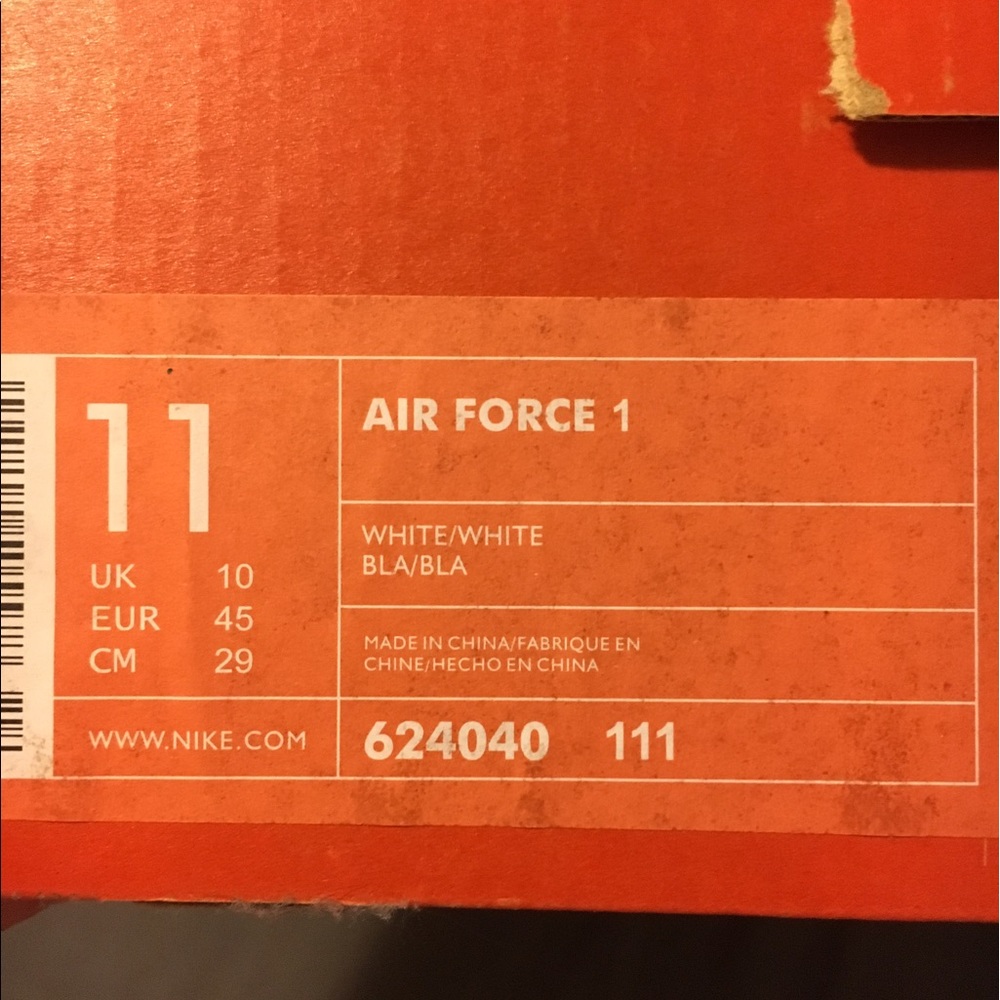 11
UK 10
EUR 45
CM 29
WWW.NIKE.COM
AIR FORCE 1
WHITE/WHITE
BLA/BLA
MADE IN CHINA/FABRIQUE EN
CHINE/HECHO EN CHINA
624040 111